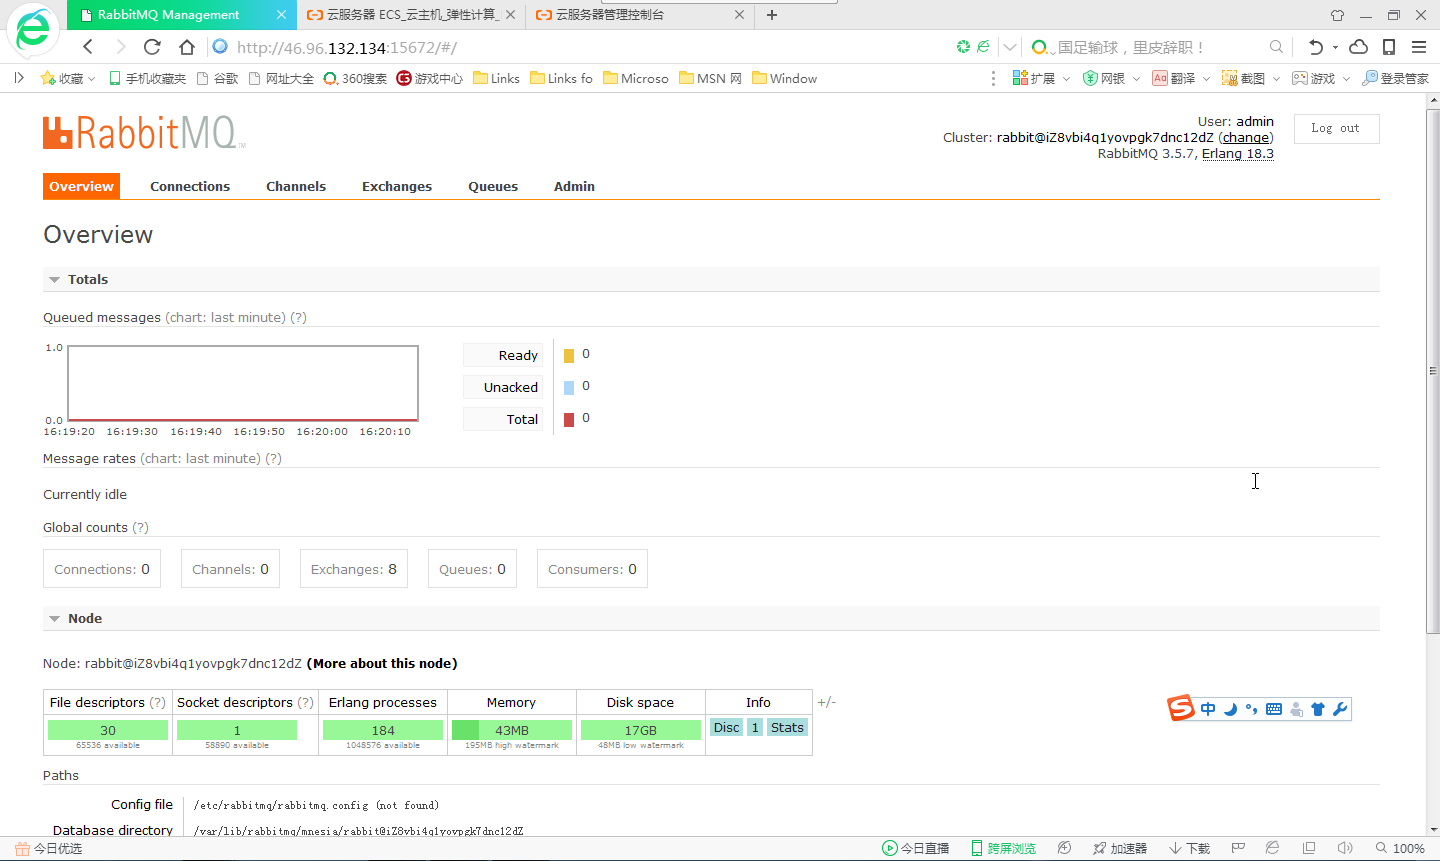 RabbitMQ Management
云服务器 ECS_云主机_弹性计算_
云服务器管理控制台
http://46.96.132.134:15672/#/
国足输球，里皮辞职！
收藏 手机收藏夹 谷歌 网址大全 360搜索 游戏中心 Links Links fo Microso MSN 网 Window 扩展 网银 翻译 截图 游戏 登录管家
RabbitMQ TM
User: admin
Cluster: rabbit@iZ8vbi4q1yovpgk7dnc12dZ (change)
RabbitMQ 3.5.7, Erlang 18.3
Log out
Overview Connections Channels Exchanges Queues Admin
Overview
Totals
Queued messages (chart: last minute) (?)
1.0
0.0
16:19:20 16:19:30 16:19:40 16:19:50 16:20:00 16:20:10
Ready 0
Unacked 0
Total 0
Message rates (chart: last minute) (?)
Currently idle
Global counts (?)
Connections: 0 Channels: 0 Exchanges: 8 Queues: 0 Consumers: 0
Node
Node: rabbit@iZ8vbi4q1yovpgk7dnc12dZ (More about this node)
File descriptors (?) Socket descriptors (?) Erlang processes Memory Disk space Info +/-
30 1 184 43MB 17GB Disc 1 Stats
65536 available 58890 available 1048576 available 195MB high watermark 48MB low watermark
S 中
Paths
Config file /etc/rabbitmq/rabbitmq.config (not found)
Database directory /var/lib/rabbitmq/mnesia/rabbit@iZ8vbi4q1yovpgk7dnc12dZ
今日优选 今日直播 跨屏浏览 加速器 下载 100%